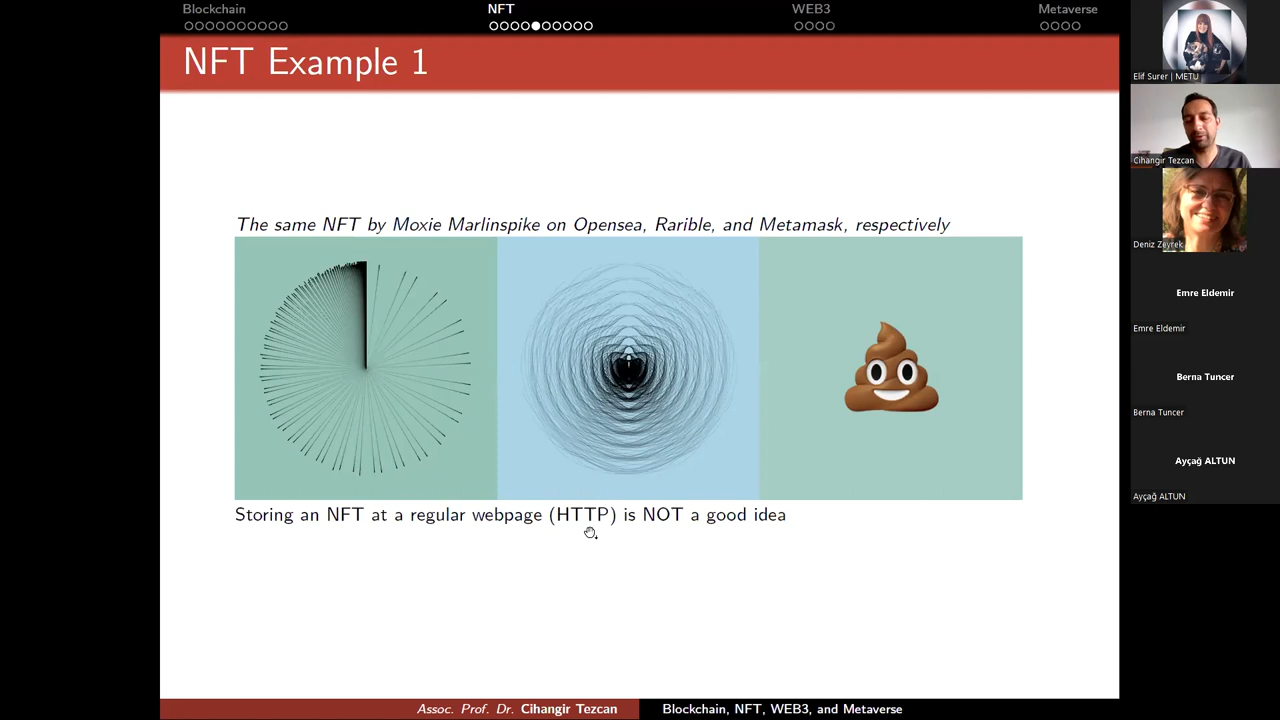 Blockchain
NFT
WEB3
Metaverse
NFT Example 1
The same NFT by Moxie Marlinspike on Opensea, Rarible, and Metamask, respectively
Storing an NFT at a regular webpage (HTTP) is NOT a good idea
Assoc. Prof. Dr. Cihangir Tezcan
Blockchain, NFT, WEB3, and Metaverse
Elif Surer | METU
Cihangir Tezcan
Deniz Zeyrek
Emre Eldemir
Emre Eldemir
Berna Tuncer
Berna Tuncer
Ayçağ ALTUN
Ayçağ ALTUN